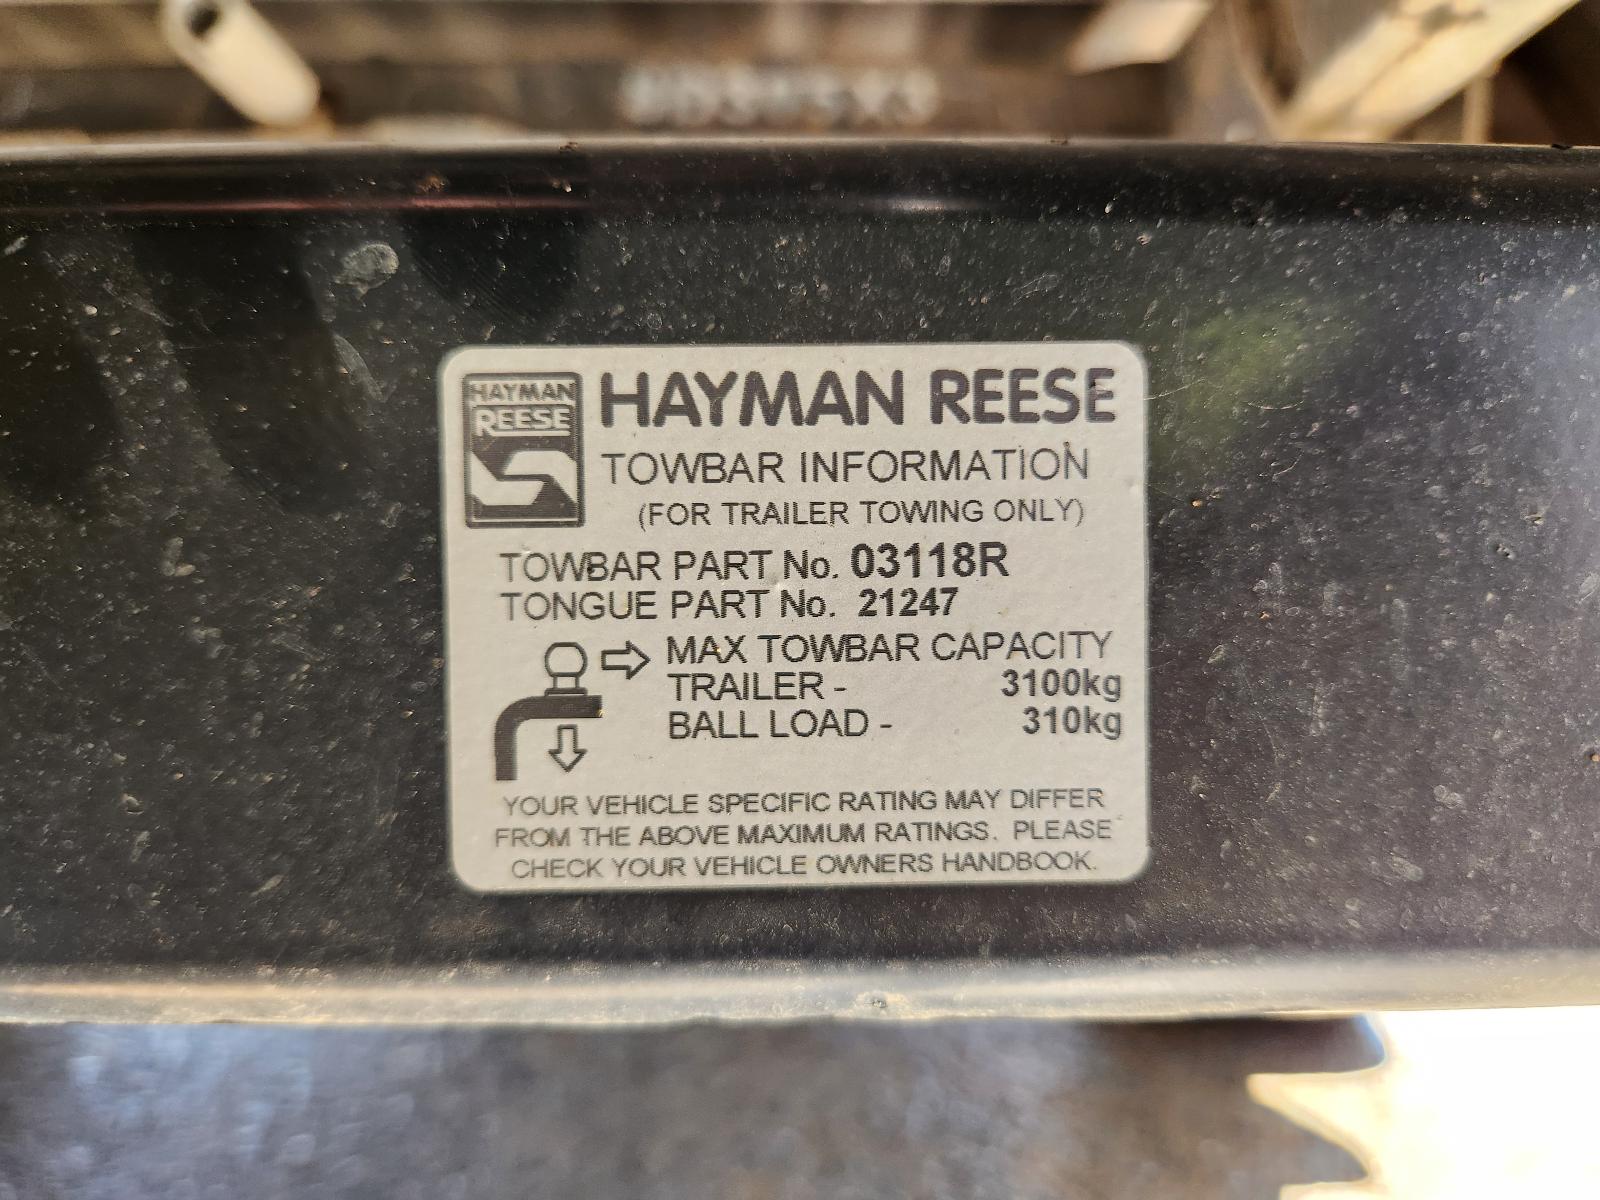 HAYMAN
REESE
HAYMAN REESE
TOWBAR INFORMATION
(FOR TRAILER TOWING ONLY)
TOWBAR PART No. 03118R
TONGUE PART No. 21247
MAX TOWBAR CAPACITY
TRAILER - 3100kg
BALL LOAD - 310kg
YOUR VEHICLE SPECIFIC RATING MAY DIFFER
FROM THE ABOVE MAXIMUM RATINGS. PLEASE
CHECK YOUR VEHICLE OWNERS HANDBOOK.